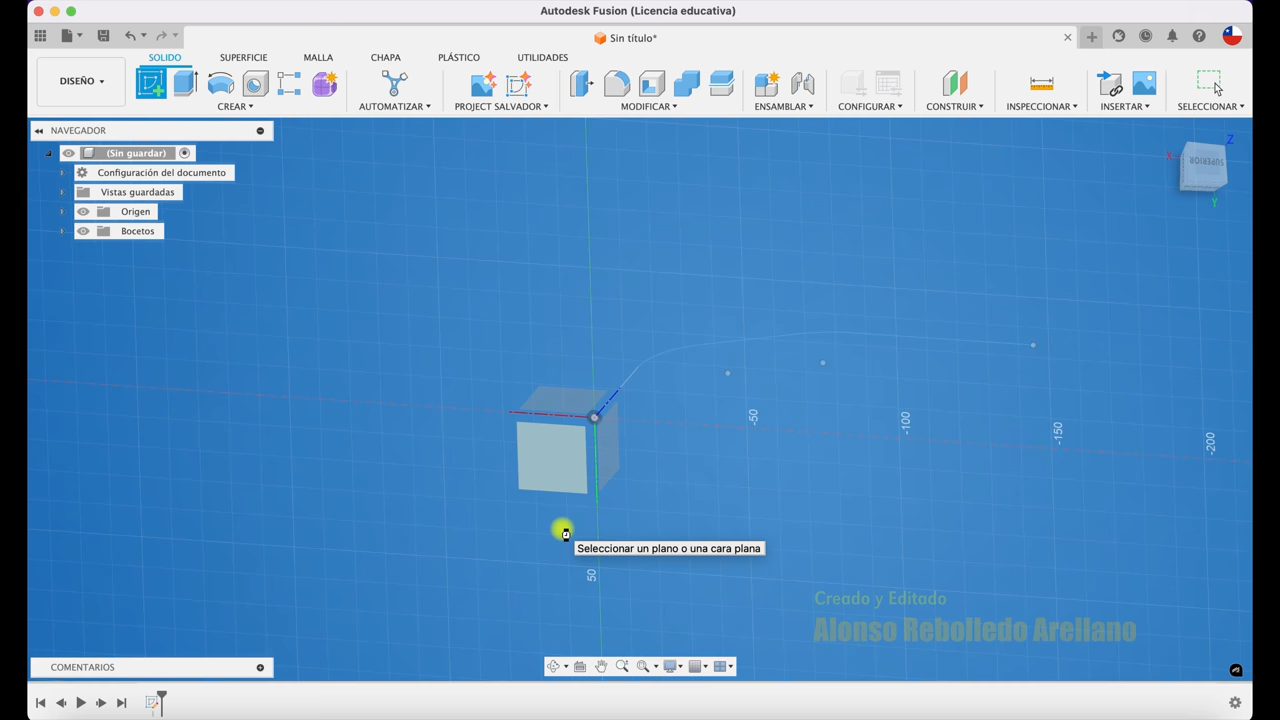 Autodesk Fusion (Licencia educativa)
Sin título*
DISEÑO
SOLIDO
SUPERFICIE
MALLA
CHAPA
PLÁSTICO
UTILIDADES
CREAR
AUTOMATIZAR
PROJECT SALVADOR
MODIFICAR
ENSAMBLAR
CONFIGURAR
CONSTRUIR
INSPECCIONAR
INSERTAR
SELECCIONAR
NAVEGADOR
(Sin guardar)
Configuración del documento
Vistas guardadas
Origen
Bocetos
Z
X
SUPERIOR
Y
-50
-100
-150
-200
Seleccionar un plano o una cara plana
50
Creado y Editado
Alonso Rebolledo Arellano
COMENTARIOS